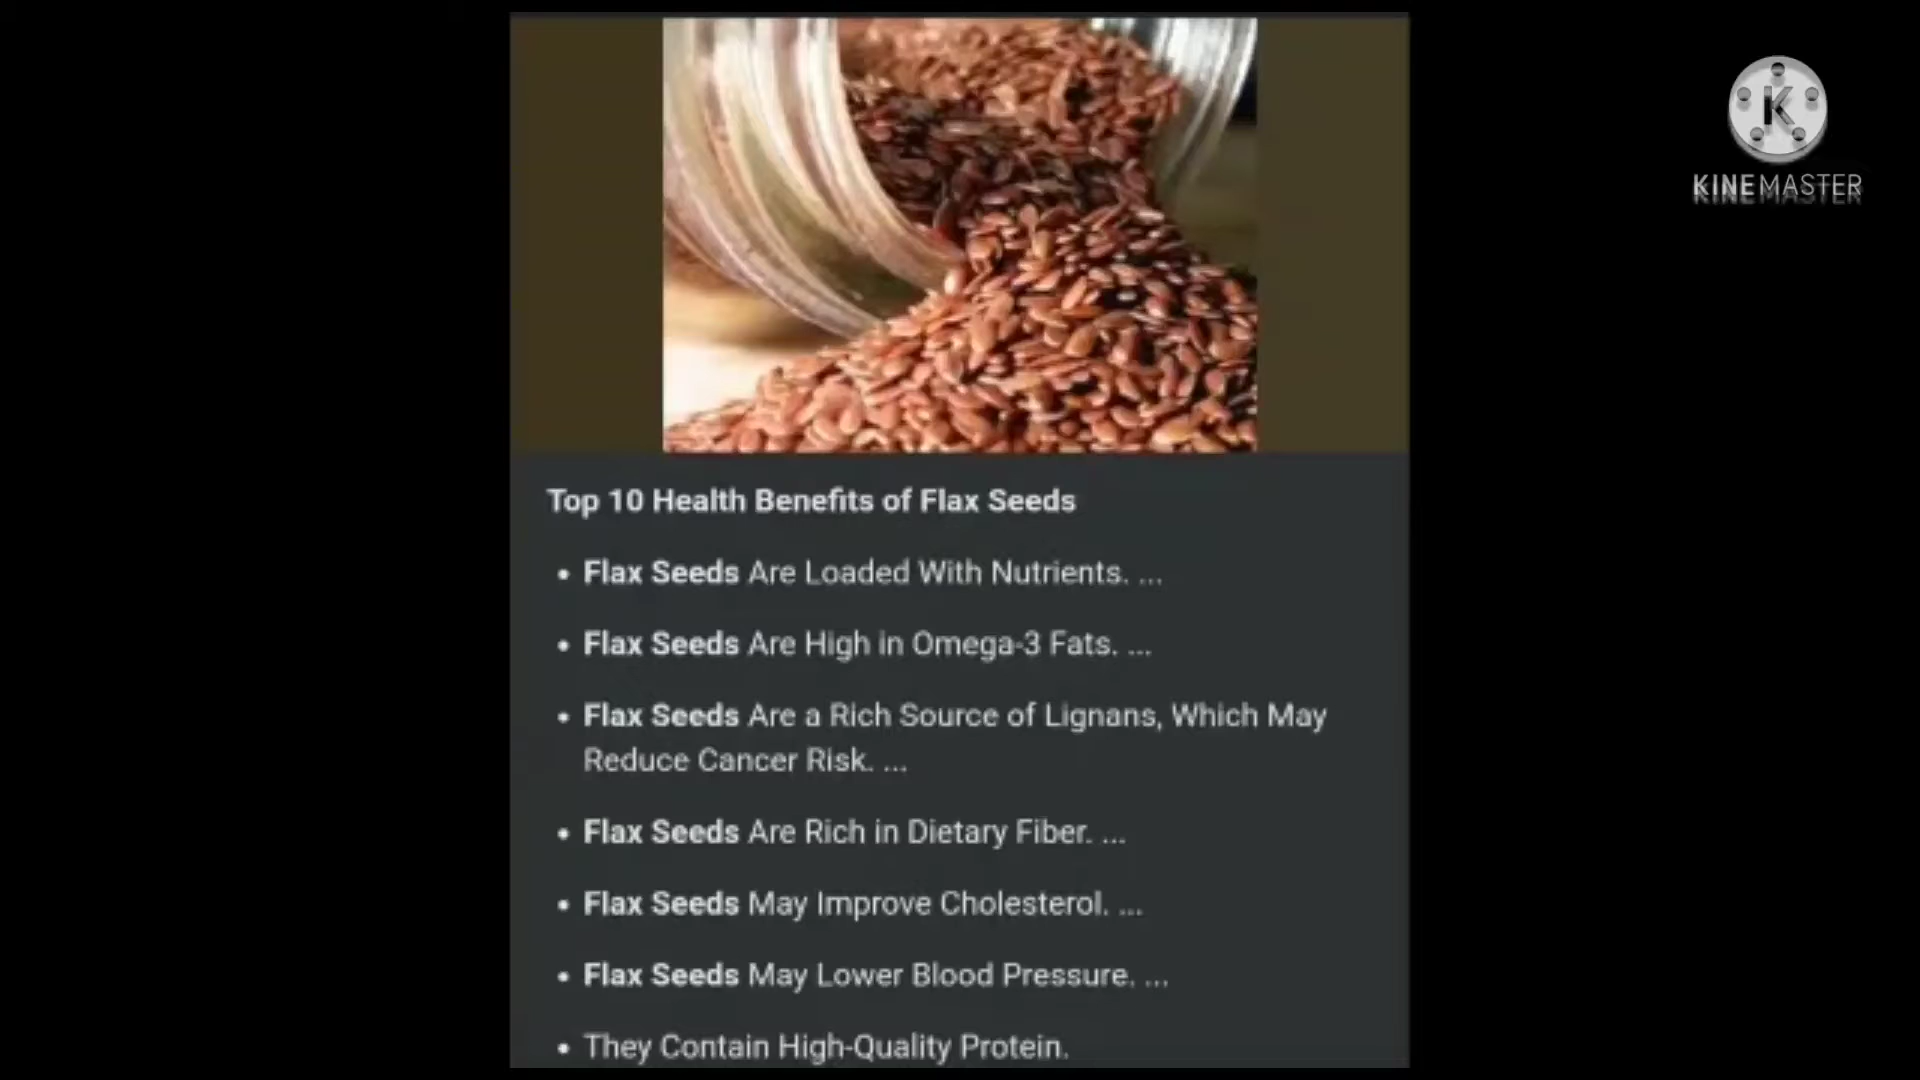 K
KINEMASTER
Top 10 Health Benefits of Flax Seeds
• Flax Seeds Are Loaded With Nutrients. ...
• Flax Seeds Are High in Omega-3 Fats. ...
• Flax Seeds Are a Rich Source of Lignans, Which May
Reduce Cancer Risk. ...
• Flax Seeds Are Rich in Dietary Fiber. ...
• Flax Seeds May Improve Cholesterol. ...
• Flax Seeds May Lower Blood Pressure. ...
• They Contain High-Quality Protein.